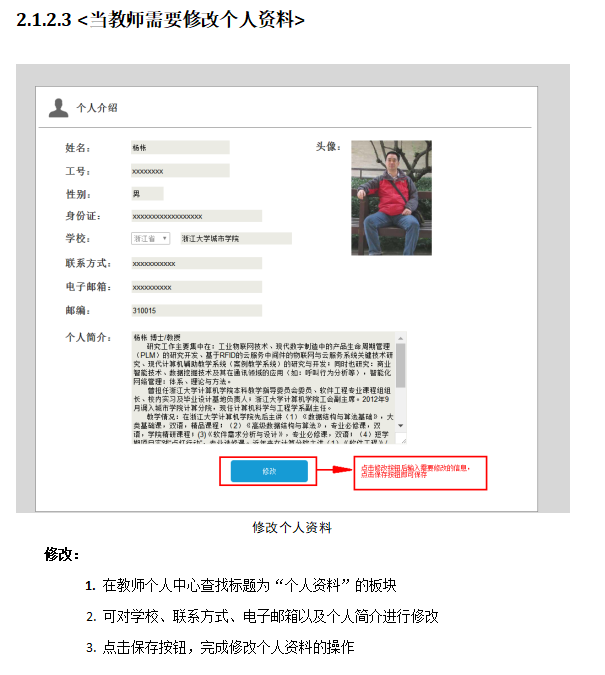 2.1.2.3 <当教师需要修改个人资料>
个人介绍
姓名： 杨枨
头像：
工号： xxxxxxxx
性别： 男
身份证： xxxxxxxxxxxxxxxxxx
学校： 浙江省 浙江大学城市学院
联系方式： xxxxxxxxxxx
电子邮箱： xxxxxxxxxx
邮编： 310015
个人简介： 杨枨 博士/教授
研究工作主要集中在：工业物联网技术、现代数字制造中的产品生命周期管理
（PLM）的研究开发、基于RFID的云服务中间件的物联网与云服务系统关键技术研
究、现代计算机辅助教学系统（案例教学系统）的研究与开发；同时也研究：商业
智能技术、数据挖掘技术及其在通讯领域的应用（如：呼叫行为分析等），智能化
网络管理：体系、理论与方法。
曾担任浙江大学计算机学院本科教学指导委员会委员、软件工程专业课程组组
长、校内实习及毕业设计基地负责人；浙江大学计算机学院工会副主席。2012年9
月调入城市学院计算分院，现任计算机科学与工程学系副主任。
教学情况：在浙江大学计算机学院先后主讲（1）《数据结构与算法基础》，大
类基础课，双语，精品课程；（2）《高级数据结构与算法》，专业必修课，双
语，学院精研课程；(3)《软件需求分析与设计》，专业必修课，双语；（4）短学
修改
点击修改按钮后输入需要修改的信息，
点击保存按钮即可保存
修改个人资料
修改：
1. 在教师个人中心查找标题为“个人资料”的板块
2. 可对学校、联系方式、电子邮箱以及个人简介进行修改
3. 点击保存按钮，完成修改个人资料的操作